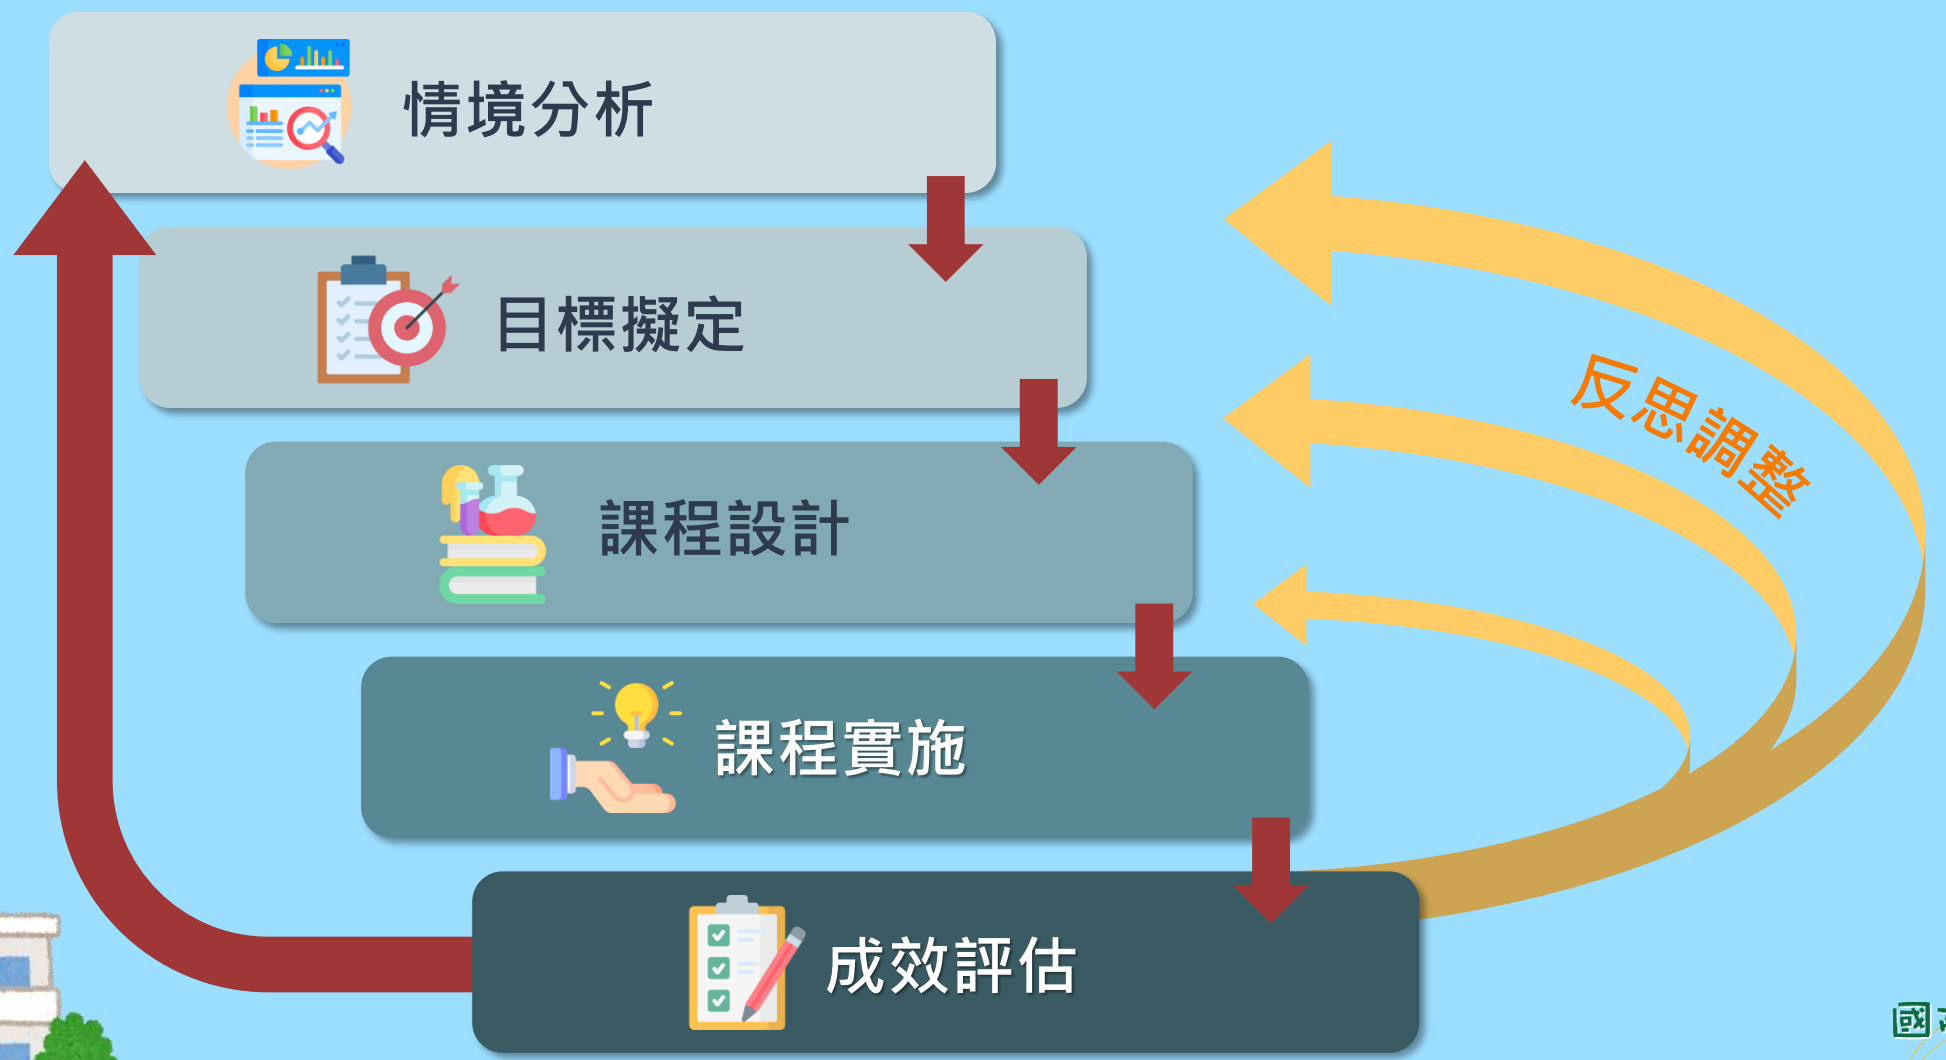 情境分析
目標擬定
反思調整
課程設計
課程實施
成效評估
國